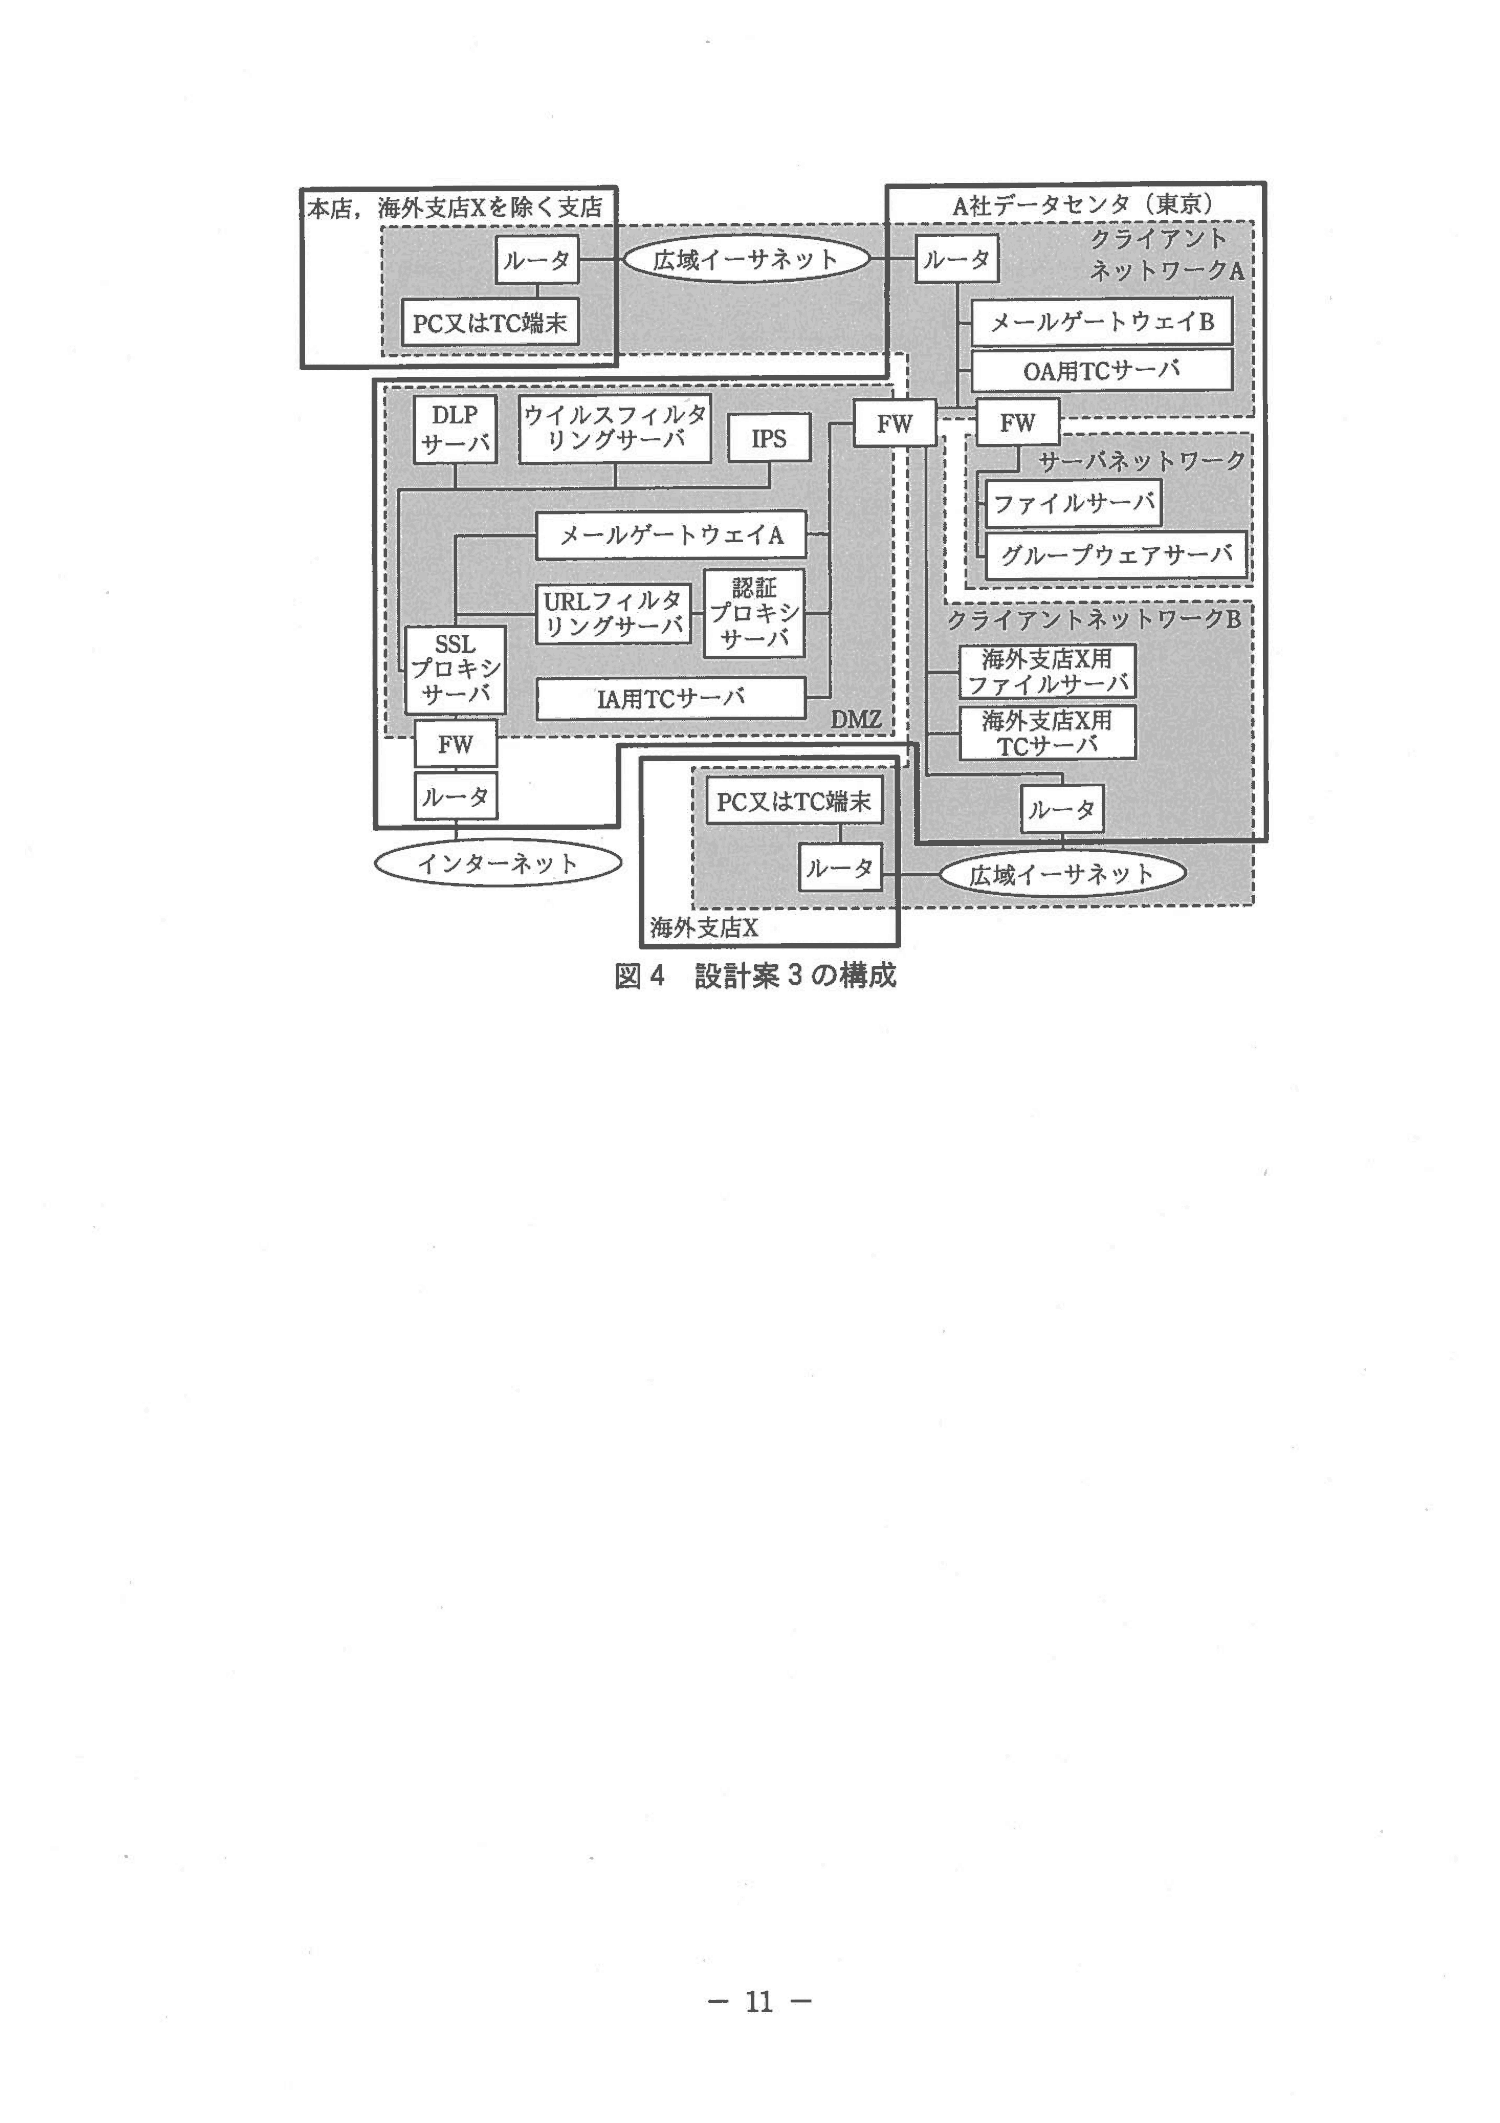 本店，海外支店Xを除く支店
ルータ
PC又はTC端末
広域イーサネット
A社データセンタ（東京）
クライアント
ネットワークA
ルータ
メールゲートウェイB
OA用TCサーバ
FW
FW
サーバネットワーク
ファイルサーバ
グループウェアサーバ
DLP
サーバ
ウイルスフィルタ
リングサーバ
IPS
メールゲートウェイA
URLフィルタ
リングサーバ
認証
プロキシ
サーバ
SSL
プロキシ
サーバ
IA用TCサーバ
DMZ
FW
ルータ
インターネット
クライアントネットワークB
海外支店X用
ファイルサーバ
海外支店X用
TCサーバ
ルータ
PC又はTC端末
ルータ
広域イーサネット
海外支店X
図4　設計案3の構成
－ 11 －